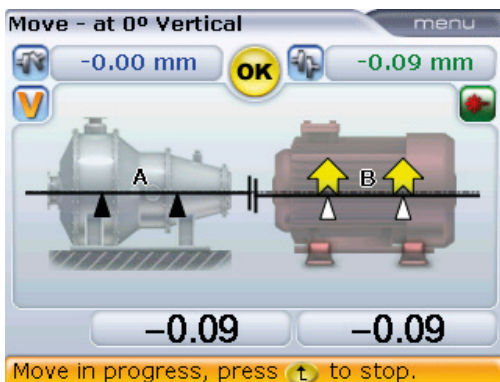 Move - at 0º Vertical
menu
-0.00 mm
OK
-0.09 mm
V
A
B
-0.09
-0.09
Move in progress, press to stop.